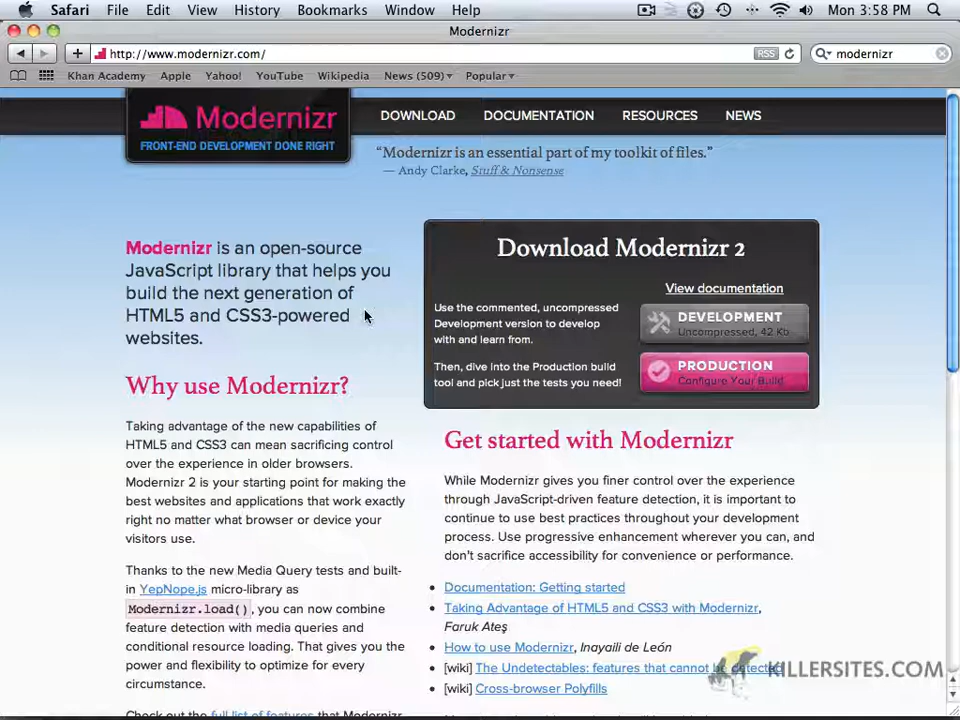 Safari File Edit View History Bookmarks Window Help Mon 3:58 PM
Modernizr
http://www.modernizr.com/ RSS modernizr
Khan Academy Apple Yahoo! YouTube Wikipedia News (509) Popular
Modernizr
FRONT-END DEVELOPMENT DONE RIGHT
DOWNLOAD DOCUMENTATION RESOURCES NEWS
“Modernizr is an essential part of my toolkit of files.”
— Andy Clarke, Stuff & Nonsense
Modernizr is an open-source
JavaScript library that helps you
build the next generation of
HTML5 and CSS3-powered
websites.
Why use Modernizr?
Taking advantage of the new capabilities of
HTML5 and CSS3 can mean sacrificing control
over the experience in older browsers.
Modernizr 2 is your starting point for making the
best websites and applications that work exactly
right no matter what browser or device your
visitors use.
Thanks to the new Media Query tests and built-
in YepNope.js micro-library as
Modernizr.load(), you can now combine
feature detection with media queries and
conditional resource loading. That gives you the
power and flexibility to optimize for every
circumstance.
Check out the full list of features that Modernizr
Download Modernizr 2
View documentation
Use the commented, uncompressed
Development version to develop
with and learn from.
Then, dive into the Production build
tool and pick just the tests you need!
DEVELOPMENT
Uncompressed, 42 Kb
PRODUCTION
Configure Your Build
Get started with Modernizr
While Modernizr gives you finer control over the experience
through JavaScript-driven feature detection, it is important to
continue to use best practices throughout your development
process. Use progressive enhancement wherever you can, and
don’t sacrifice accessibility for convenience or performance.
Documentation: Getting started
Taking Advantage of HTML5 and CSS3 with Modernizr,
Faruk Ateş
How to use Modernizr, Inayaili de León
[wiki] The Undetectables: features that cannot be detected
[wiki] Cross-browser Polyfills
KILLERSITES.COM